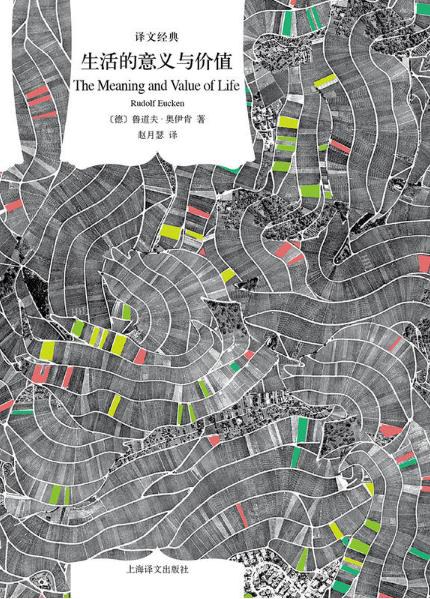 译文经典
生活的意义与价值
The Meaning and Value of Life
Rudolf Eucken
〔德〕鲁道夫·奥伊肯 著
赵月瑟 译
上海译文出版社